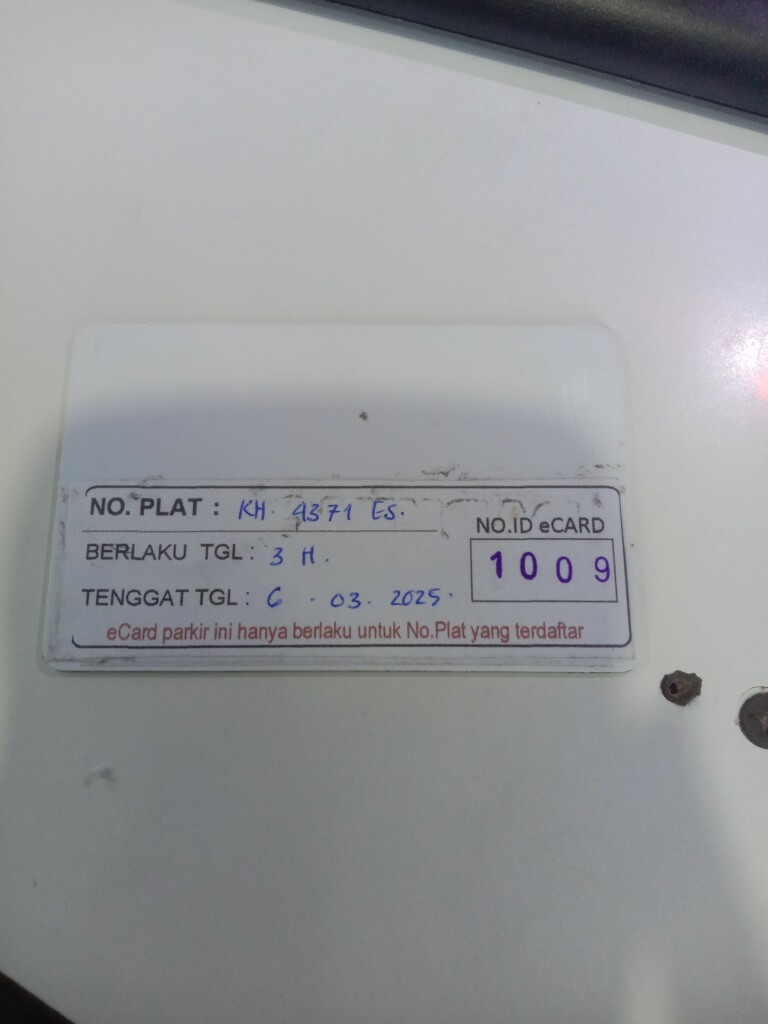 NO. PLAT : KH. 4371 ES.
NO.ID eCARD
BERLAKU TGL : 3 H.
1009
TENGGAT TGL : 6 . 03. 2025.
eCard parkir ini hanya berlaku untuk No.Plat yang terdaftar